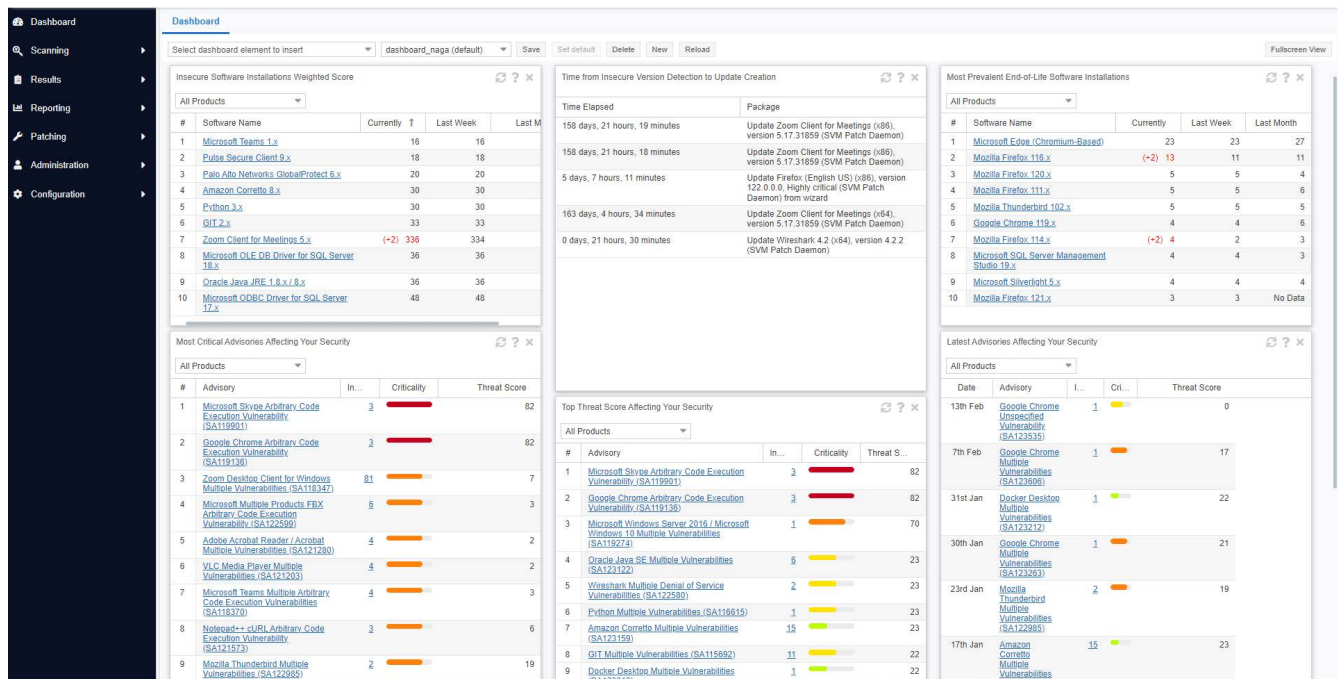 Dashboard
Scanning
Results
Reporting
Patching
Administration
Configuration
Dashboard
Select dashboard element to insert
dashboard_naga (default)
Save
Set default
Delete
New
Reload
Fullscreen View
Insecure Software Installations Weighted Score
All Products
# Software Name Currently ↑ Last Week Last M
1 Microsoft Teams 1.x 16 16
2 Pulse Secure Client 9.x 18 18
3 Palo Alto Networks GlobalProtect 6.x 20 20
4 Amazon Corretto 8.x 30 30
5 Python 3.x 30 30
6 GIT 2.x 33 33
7 Zoom Client for Meetings 5.x (+2) 336 334
8 Microsoft OLE DB Driver for SQL Server 36 36
18.x
9 Oracle Java JRE 1.8.x / 8.x 36 36
10 Microsoft ODBC Driver for SQL Server 48 48
17.x
Time from Insecure Version Detection to Update Creation
Time Elapsed Package
158 days, 21 hours, 19 minutes Update Zoom Client for Meetings (x86),
version 5.17.31859 (SVM Patch Daemon)
158 days, 21 hours, 18 minutes Update Zoom Client for Meetings (x86),
version 5.17.31859 (SVM Patch Daemon)
5 days, 7 hours, 11 minutes Update Firefox (English US) (x86), version
122.0.0.0, Highly critical (SVM Patch
Daemon) from wizard
163 days, 4 hours, 34 minutes Update Zoom Client for Meetings (x64),
version 5.17.31859 (SVM Patch Daemon)
0 days, 21 hours, 30 minutes Update Wireshark 4.2 (x64), version 4.2.2
(SVM Patch Daemon)
Most Prevalent End-of-Life Software Installations
All Products
# Software Name Currently Last Week Last Month
1 Microsoft Edge (Chromium-Based) 23 23 27
2 Mozilla Firefox 116.x (+2) 13 11 11
3 Mozilla Firefox 120.x 5 5 4
4 Mozilla Firefox 111.x 5 5 6
5 Mozilla Thunderbird 102.x 5 5 5
6 Google Chrome 119.x 4 4 6
7 Mozilla Firefox 114.x (+2) 4 2 3
8 Microsoft SQL Server Management 4 4 3
Studio 19.x
9 Microsoft Silverlight 5.x 4 4 4
10 Mozilla Firefox 121.x 3 3 No Data
Most Critical Advisories Affecting Your Security
All Products
# Advisory In... Criticality Threat Score
1 Microsoft Skype Arbitrary Code 3 82
Execution Vulnerability
(SA119901)
2 Google Chrome Arbitrary Code 3 82
Execution Vulnerability
(SA119136)
3 Zoom Desktop Client for Windows 81 7
Multiple Vulnerabilities (SA118347)
4 Microsoft Multiple Products FBX 6 3
Arbitrary Code Execution
Vulnerability (SA122599)
5 Adobe Acrobat Reader / Acrobat 4 2
Multiple Vulnerabilities (SA121280)
6 VLC Media Player Multiple 4 2
Vulnerabilities (SA121203)
7 Microsoft Teams Multiple Arbitrary 4 3
Code Execution Vulnerabilities
(SA118370)
8 Notepad++ cURL Arbitrary Code 3 6
Execution Vulnerability
(SA121573)
9 Mozilla Thunderbird Multiple 2 19
Vulnerabilities (SA122985)
Top Threat Score Affecting Your Security
All Products
# Advisory In... Criticality Threat S...
1 Microsoft Skype Arbitrary Code Execution 3 82
Vulnerability (SA119901)
2 Google Chrome Arbitrary Code Execution 3 82
Vulnerability (SA119136)
3 Microsoft Windows Server 2016 / Microsoft 1 70
Windows 10 Multiple Vulnerabilities
(SA119274)
4 Oracle Java SE Multiple Vulnerabilities 6 23
(SA123122)
5 Wireshark Multiple Denial of Service 2 23
Vulnerabilities (SA122580)
6 Python Multiple Vulnerabilities (SA116615) 1 23
7 Amazon Corretto Multiple Vulnerabilities 15 23
(SA123159)
8 GIT Multiple Vulnerabilities (SA115692) 11 22
9 Docker Desktop Multiple Vulnerabilities 1 22
Latest Advisories Affecting Your Security
All Products
Date Advisory I... Cri... Threat Score
13th Feb Google Chrome 1 0
Unspecified
Vulnerability
(SA123535)
7th Feb Google Chrome 1 17
Multiple
Vulnerabilities
(SA123606)
31st Jan Docker Desktop 1 22
Multiple
Vulnerabilities
(SA123212)
30th Jan Google Chrome 1 21
Multiple
Vulnerabilities
(SA123263)
23rd Jan Mozilla 2 19
Thunderbird
Multiple
Vulnerabilities
(SA122985)
17th Jan Amazon 15 23
Corretto
Multiple
Vulnerabilities